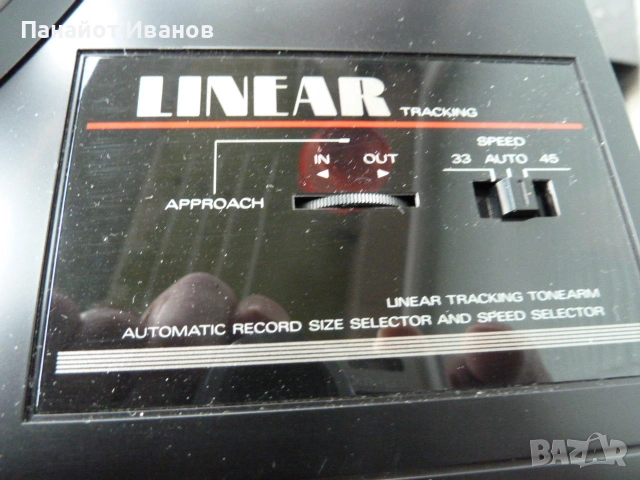 Панайот Иванов
LINEAR TRACKING
SPEED
IN OUT
33 AUTO 45
APPROACH
LINEAR TRACKING TONEARM
AUTOMATIC RECORD SIZE SELECTOR AND SPEED SELECTOR
BAZAR